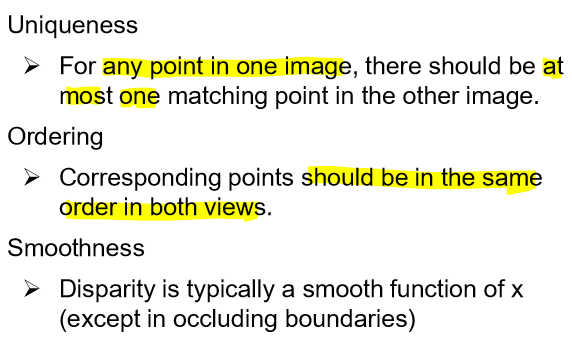 Uniqueness
➢ For any point in one image, there should be at
most one matching point in the other image.
Ordering
➢ Corresponding points should be in the same
order in both views.
Smoothness
➢ Disparity is typically a smooth function of x
(except in occluding boundaries)